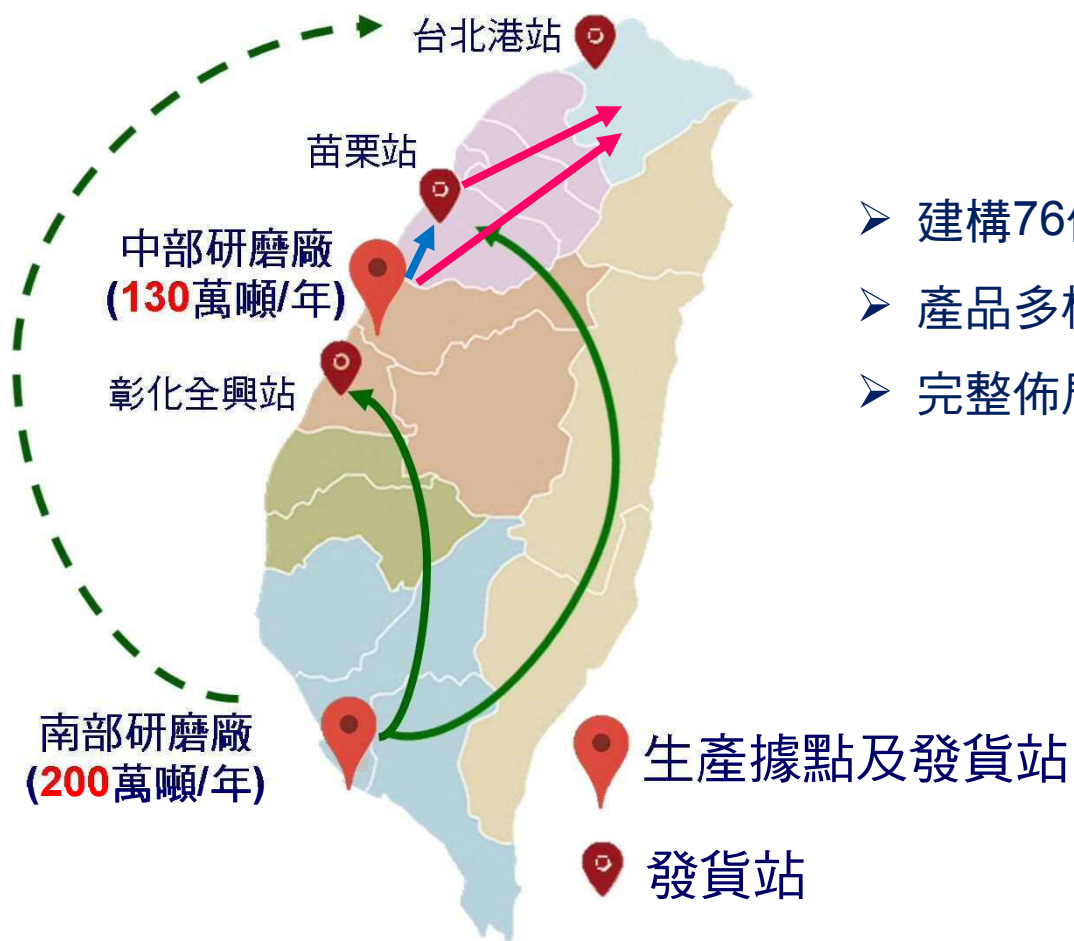 台北港站
苗栗站
中部研磨廠
(130萬噸/年)
彰化全興站
南部研磨廠
(200萬噸/年)
➢ 建構76
➢ 產品多
➢ 完整佈
生產據點及發貨站
發貨站